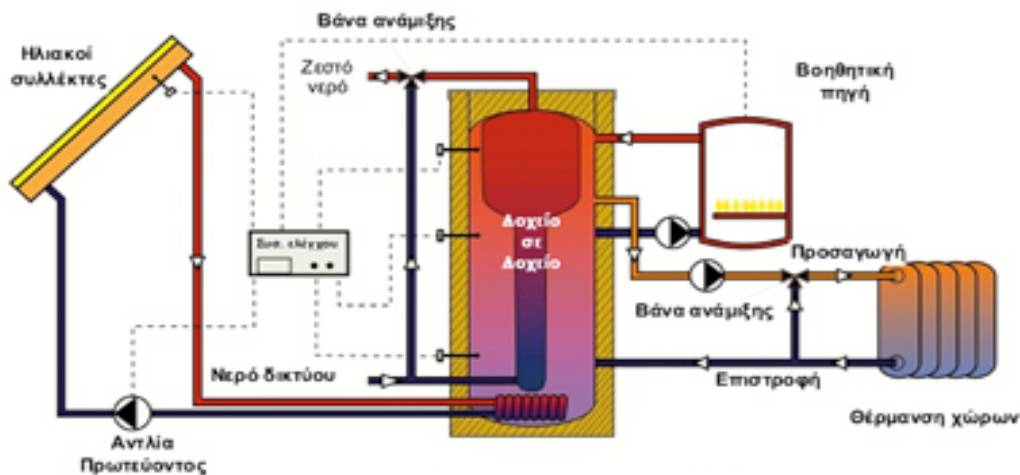 Βάνα ανάμιξης
Ηλιακοί
συλλέκτες
Ζεστό
νερό
Βοηθητική
πηγή
Δοχείο
σε
Δοχείο
Συσ. ελέγχου
Προσαγωγή
Βάνα ανάμιξης
Νερό δικτύου
Επιστροφή
Θέρμανση χώρων
Αντλία
Πρωτεύοντος